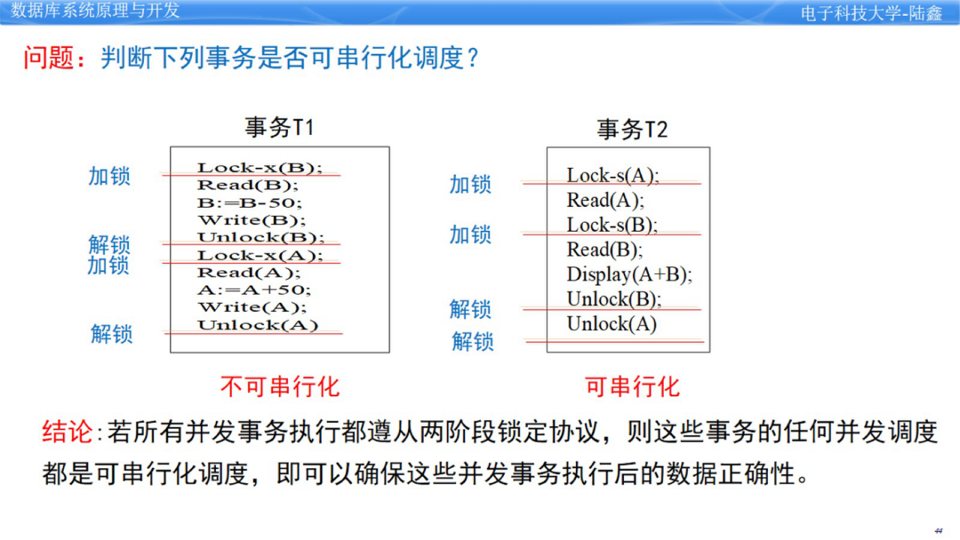 数据库系统原理与开发
电子科技大学-陆鑫
问题：判断下列事务是否可串行化调度？
事务T1
加锁
Lock-x(B);
Read(B);
B:=B-50;
Write(B);
解锁
Unlock(B);
加锁
Lock-x(A);
Read(A);
A:=A+50;
Write(A);
解锁
Unlock(A)
不可串行化
事务T2
加锁
Lock-s(A);
Read(A);
加锁
Lock-s(B);
Read(B);
Display(A+B);
解锁
Unlock(B);
解锁
Unlock(A)
可串行化
结论:若所有并发事务执行都遵从两阶段锁定协议，则这些事务的任何并发调度
都是可串行化调度，即可以确保这些并发事务执行后的数据正确性。
44